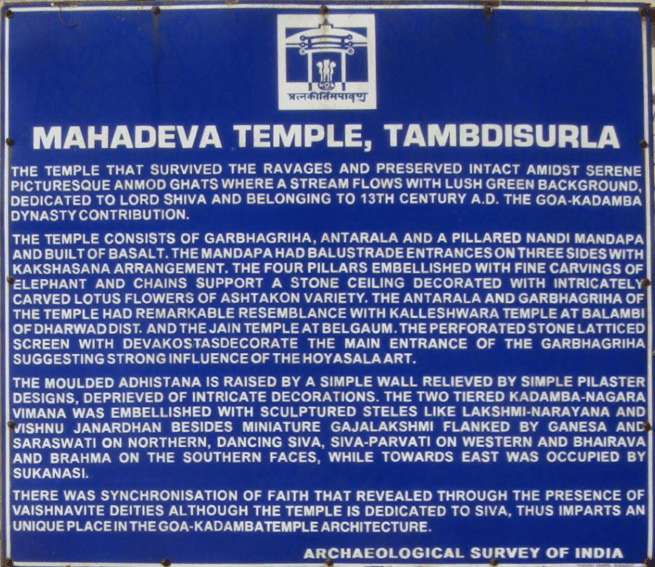 प्रत्नकीर्तिमपावृणु
MAHADEVA TEMPLE, TAMBDISURLA
THE TEMPLE THAT SURVIVED THE RAVAGES AND PRESERVED INTACT AMIDST SERENE
PICTURESQUE ANMOD GHATS WHERE A STREAM FLOWS WITH LUSH GREEN BACKGROUND,
DEDICATED TO LORD SHIVA AND BELONGING TO 13TH CENTURY A.D. THE GOA-KADAMBA
DYNASTY CONTRIBUTION.
THE TEMPLE CONSISTS OF GARBHAGRIHA, ANTARALA AND A PILLARED NANDI MANDAPA
AND BUILT OF BASALT. THE MANDAPA HAD BALUSTRADE ENTRANCES ON THREE SIDES WITH
KAKSHASANA ARRANGEMENT. THE FOUR PILLARS EMBELLISHED WITH FINE CARVINGS OF
ELEPHANT AND CHAINS SUPPORT A STONE CEILING DECORATED WITH INTRICATELY
CARVED LOTUS FLOWERS OF ASHTAKON VARIETY. THE ANTARALA AND GARBHAGRIHA OF
THE TEMPLE HAD REMARKABLE RESEMBLANCE WITH KALLESHWARA TEMPLE AT BALAMBI
OF DHARWAD DIST. AND THE JAIN TEMPLE AT BELGAUM. THE PERFORATED STONE LATTICED
SCREEN WITH DEVAKOSTASDECORATE THE MAIN ENTRANCE OF THE GARBHAGRIHA
SUGGESTING STRONG INFLUENCE OF THE HOYASALA ART.
THE MOULDED ADHISTANA IS RAISED BY A SIMPLE WALL RELIEVED BY SIMPLE PILASTER
DESIGNS, DEPRIEVED OF INTRICATE DECORATIONS. THE TWO TIERED KADAMBA-NAGARA
VIMANA WAS EMBELLISHED WITH SCULPTURED STELES LIKE LAKSHMI-NARAYANA AND
VISHNU JANARDHAN BESIDES MINIATURE GAJALAKSHMI FLANKED BY GANESA AND
SARASWATI ON NORTHERN, DANCING SIVA, SIVA-PARVATI ON WESTERN AND BHAIRAVA
AND BRAHMA ON THE SOUTHERN FACES, WHILE TOWARDS EAST WAS OCCUPIED BY
SUKANASI.
THERE WAS SYNCHRONISATION OF FAITH THAT REVEALED THROUGH THE PRESENCE OF
VAISHNAVITE DEITIES ALTHOUGH THE TEMPLE IS DEDICATED TO SIVA, THUS IMPARTS AN
UNIQUE PLACE IN THE GOA-KADAMBATEMPLE ARCHITECTURE.
ARCHAEOLOGICAL SURVEY OF INDIA